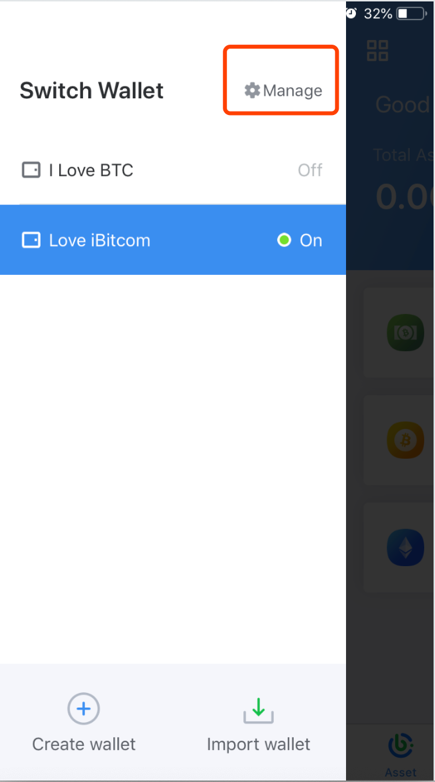 32%
Switch Wallet
Manage
Good
I Love BTC
Off
Total As
0.00
Love iBitcom
On
Create wallet
Import wallet
Asset